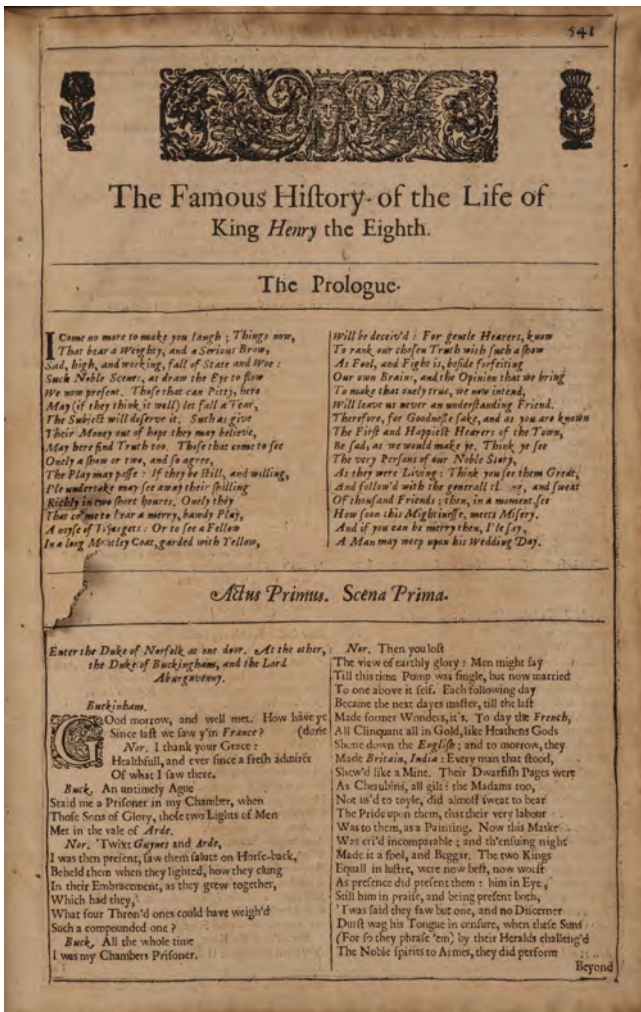 541
The Famous Hiſtory of the Life of
King Henry the Eighth.
The Prologue.
I Come no more to make you laugh ; Things now,
That bear a Weighty, and a Serious Brow,
Sad, high, and working, full of State and Woe :
Such Noble Scenes, as draw the Eye to flow
We now preſent. Thoſe that can Pitty, here
May (if they think it well) let fall a Tear,
The Subject will deſerve it. Such as give
Their Money out of hope they may believe,
May here find Truth too. Thoſe that come to ſee
Onely a ſhow or two, and ſo agree,
The Play may paſſe : If they be ſtill, and willing,
I'le undertake may ſee away their ſhilling
Richly in two ſhort houres. Onely they
That come to hear a merry, bawdy Play,
A noyſe of Targets : Or to ſee a Fellow
In a long Motley Coat, garded with Yellow,
Will be deceiv'd : For gentle Hearers, know
To rank our choſen Truth with ſuch a ſhow
As Fool, and Fight is, beſide forfeiting
Our own Brains, and the Opinion that we bring
To make that onely true, we now intend,
Will leave us never an underſtanding Friend.
Therefore, for Goodneſſe ſake, and as you are known
The Firſt and Happieſt Hearers of the Town,
Be ſad, as we would make ye. Think ye ſee
The very Perſons of our Noble Story,
As they were Living : Think you ſee them Great,
And follow'd with the generall and ſweat
Of thouſand Friends ; then, in a moment, ſee
How ſoon this Mightineſſe, meets Miſery.
And if you can be merry then, I'le ſay,
A Man may weep upon his Wedding Day.
Actus Primus. Scena Prima.
Enter the Duke of Norfolk at one door. At the other,
the Duke of Buckingham, and the Lord
Aburgavenny.
Buckinham.
GOod morrow, and well met. How have ye
Since laſt we ſaw y'in France ? (done
Nor. I thank your Grace :
Healthfull, and ever ſince a freſh admirer
Of what I ſaw there.
Buck. An untimely Ague
Staid me a Priſoner in my Chamber, when
Thoſe Sons of Glory, thoſe two Lights of Men
Met in the vale of Arde.
Nor. 'Twixt Guynes and Arde,
I was then preſent, ſaw them ſalute on Horſe-back,
Beheld them when they lighted, how they clung
In their Embracement, as they grew together,
Which had they,
What four Thron'd ones could have weigh'd
Such a compounded one ?
Buck. All the whole time
I was my Chambers Priſoner.
Nor. Then you loſt
The view of earthly glory : Men might ſay
Till this time Pomp was ſingle, but now married
To one above it ſelf. Each following day
Became the next dayes maſter, till the laſt
Made former Wonders, it's. To day the French,
All Clinquant all in Gold, like Heathens Gods
Shone down the Engliſh ; and to morrow, they
Made Britain, India : Every man that ſtood,
Shew'd like a Mine. Their Dwarfiſh Pages were
As Cherubins, all gilt : the Madams too,
Not us'd to toyle, did almoſt ſweat to bear
The Pride upon them, that their very labour
Was to them, as a Painting. Now this Maske
Was cri'd incomparable ; and th'enſuing night
Made it a fool, and Beggar. The two Kings
Equall in luſtre, were now beſt, now worſt
As preſence did preſent them : him in Eye,
Still him in praiſe, and being preſent both,
'Twas ſaid they ſaw but one, and no Diſcerner
Durſt wag his Tongue in cenſure, when theſe Suns
(For ſo they phraſe 'em) by their Heralds challeng'd
The Noble ſpirits to Armes, they did perform
Beyond